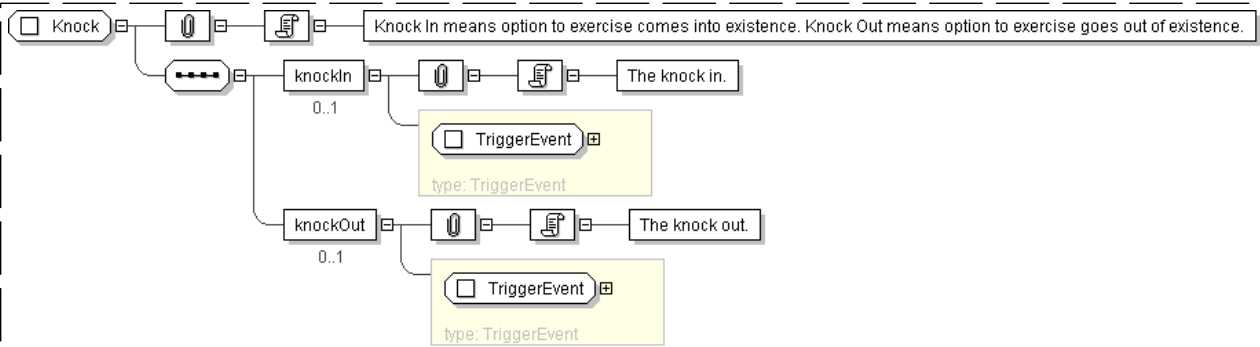 Knock Knock In means option to exercise comes into existence. Knock Out means option to exercise goes out of existence.
knockIn The knock in.
0..1
TriggerEvent
type: TriggerEvent
knockOut The knock out.
0..1
TriggerEvent
type: TriggerEvent